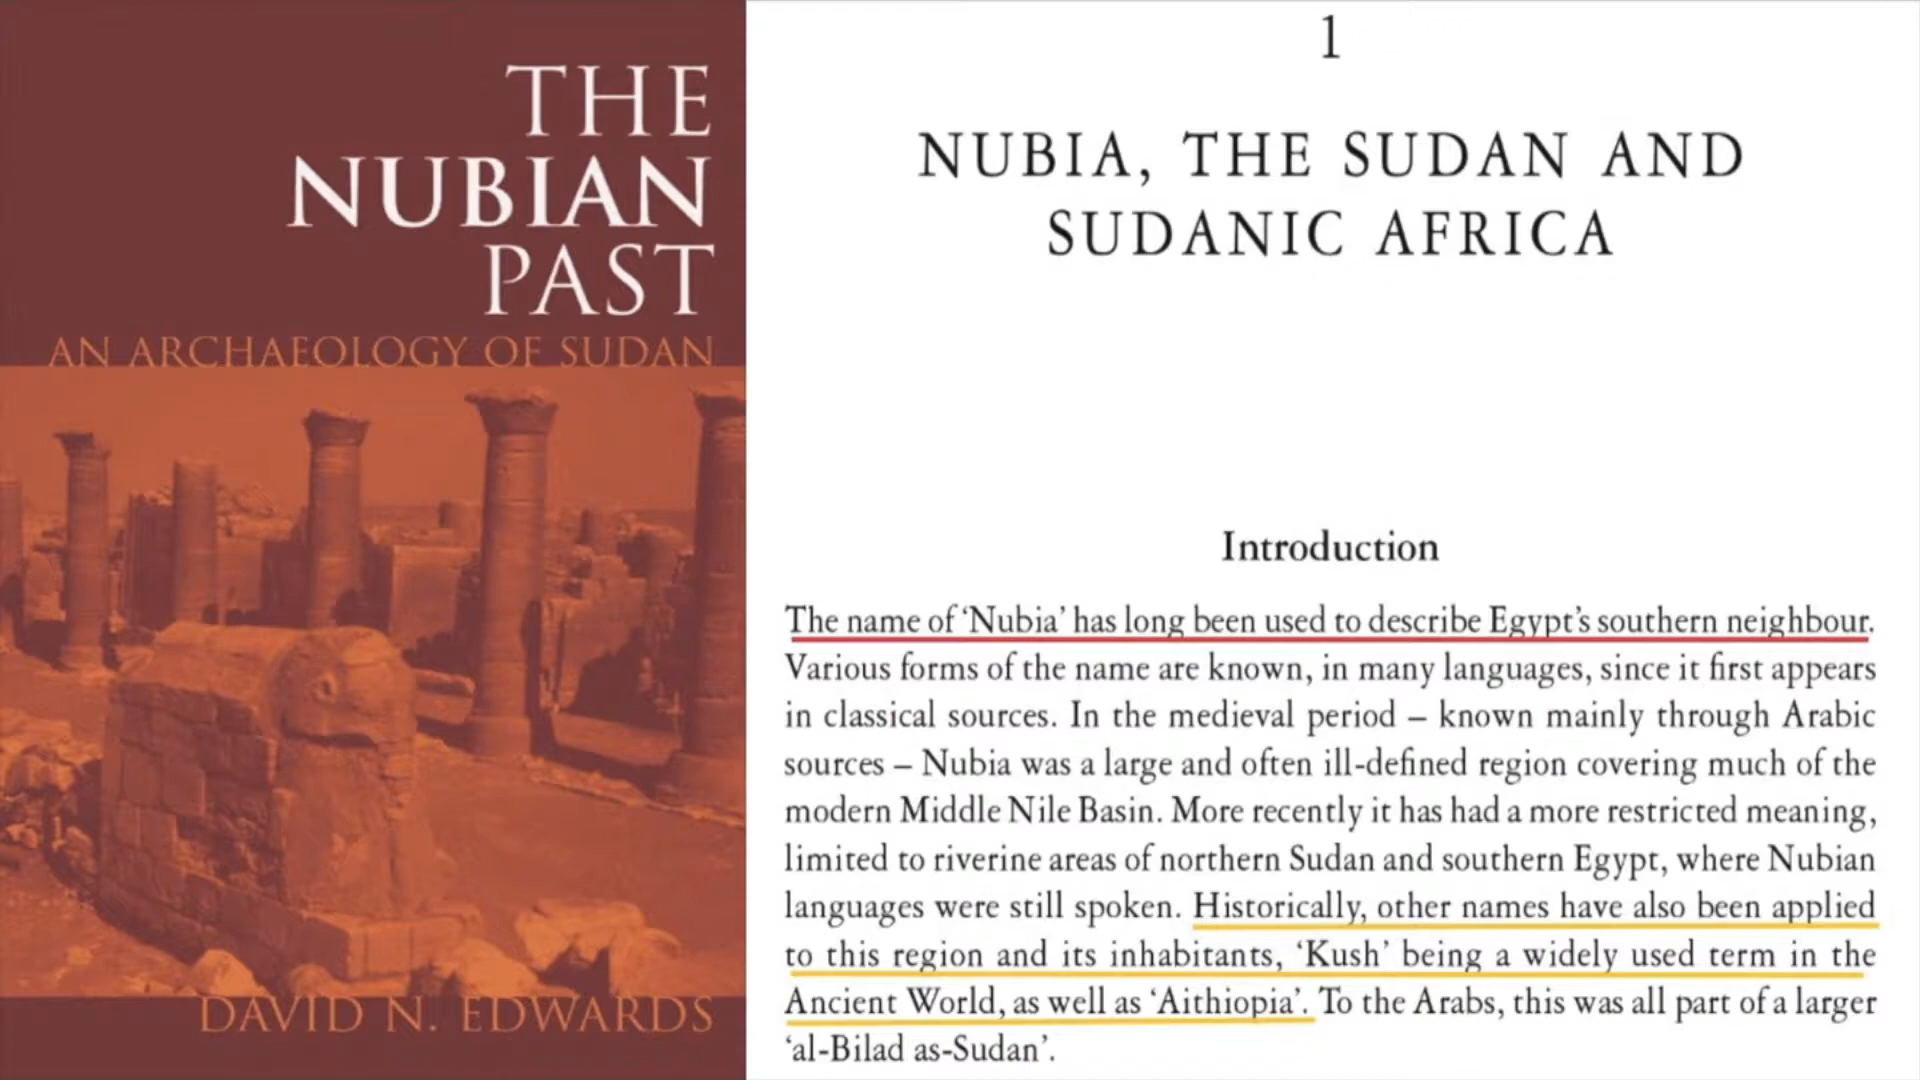 THE
NUBIAN
PAST
AN ARCHAEOLOGY OF SUDAN
DAVID N. EDWARDS
1
NUBIA, THE SUDAN AND
SUDANIC AFRICA
Introduction
The name of ‘Nubia’ has long been used to describe Egypt’s southern neighbour.
Various forms of the name are known, in many languages, since it first appears
in classical sources. In the medieval period – known mainly through Arabic
sources – Nubia was a large and often ill-defined region covering much of the
modern Middle Nile Basin. More recently it has had a more restricted meaning,
limited to riverine areas of northern Sudan and southern Egypt, where Nubian
languages were still spoken. Historically, other names have also been applied
to this region and its inhabitants, ‘Kush’ being a widely used term in the
Ancient World, as well as ‘Aithiopia’. To the Arabs, this was all part of a larger
‘al-Bilad as-Sudan’.